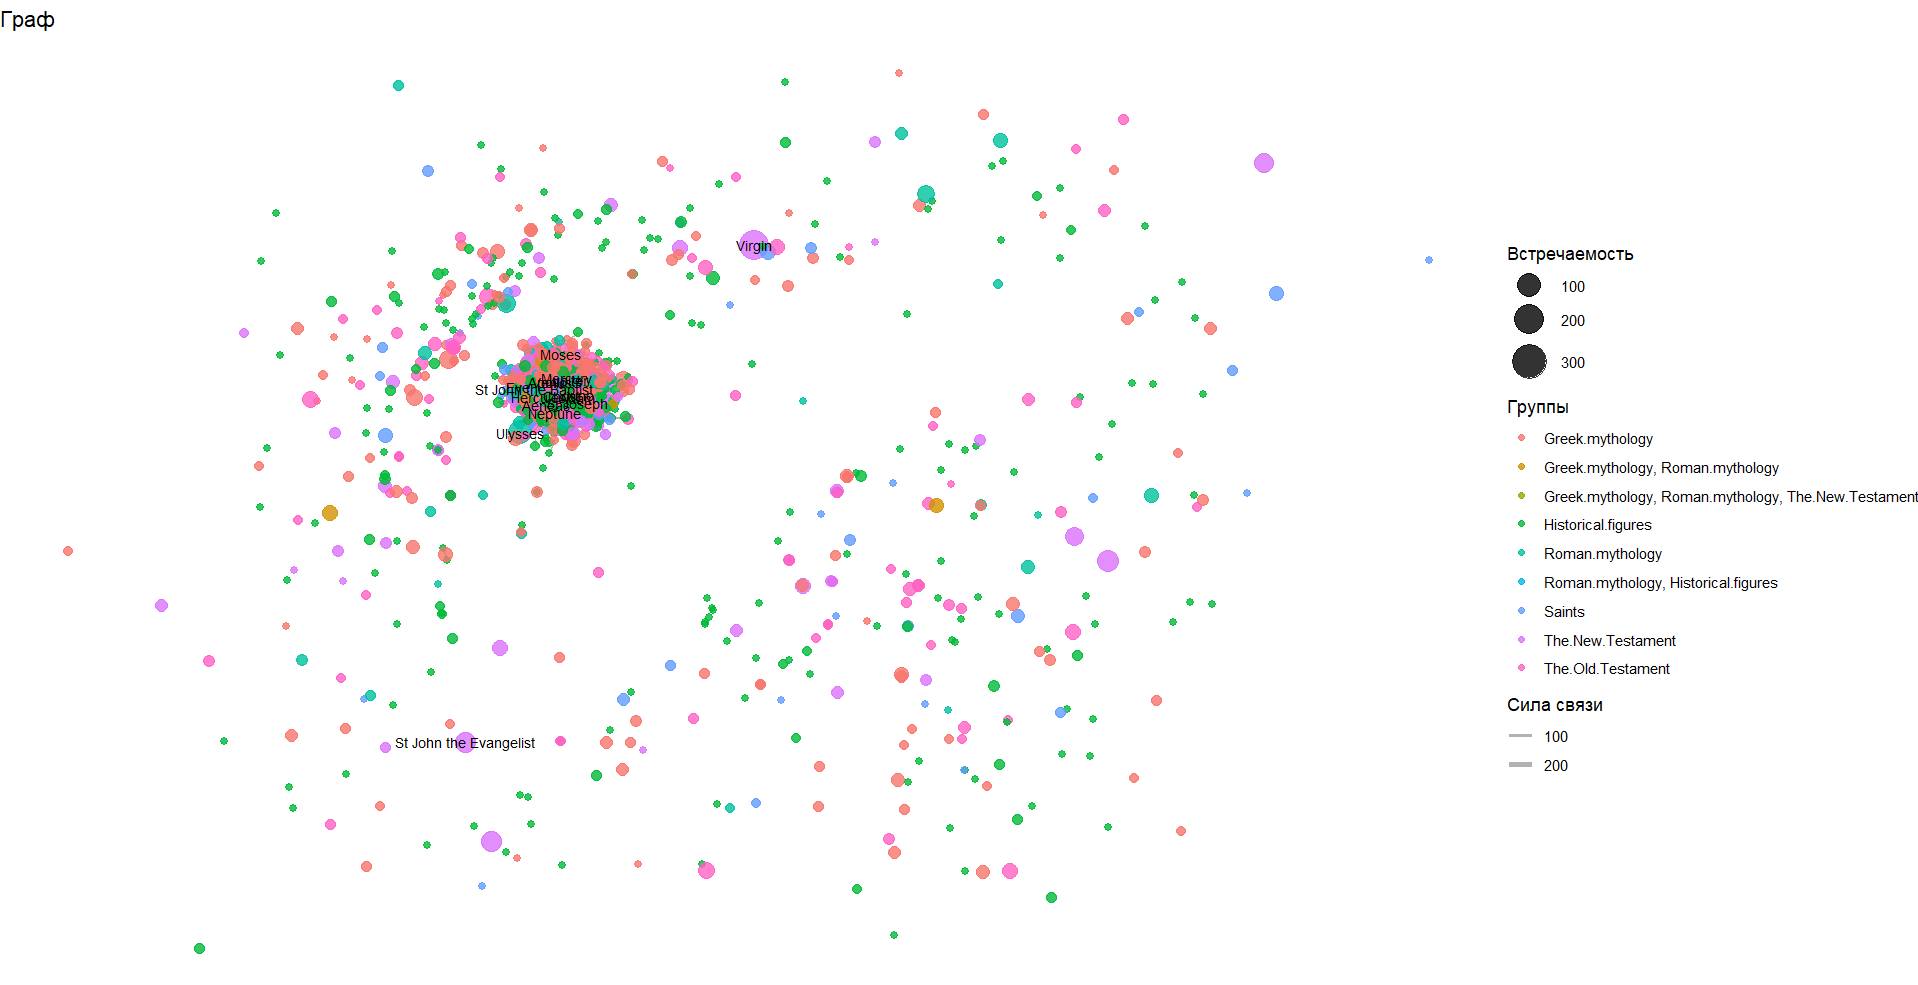 Граф
Virgin
Moses
Mercury
St John the Baptist
Neptune
Ulysses
St John the Evangelist
Встречаемость
100
200
300
Группы
Greek.mythology
Greek.mythology, Roman.mythology
Greek.mythology, Roman.mythology, The.New.Testament
Historical.figures
Roman.mythology
Roman.mythology, Historical.figures
Saints
The.New.Testament
The.Old.Testament
Сила связи
100
200